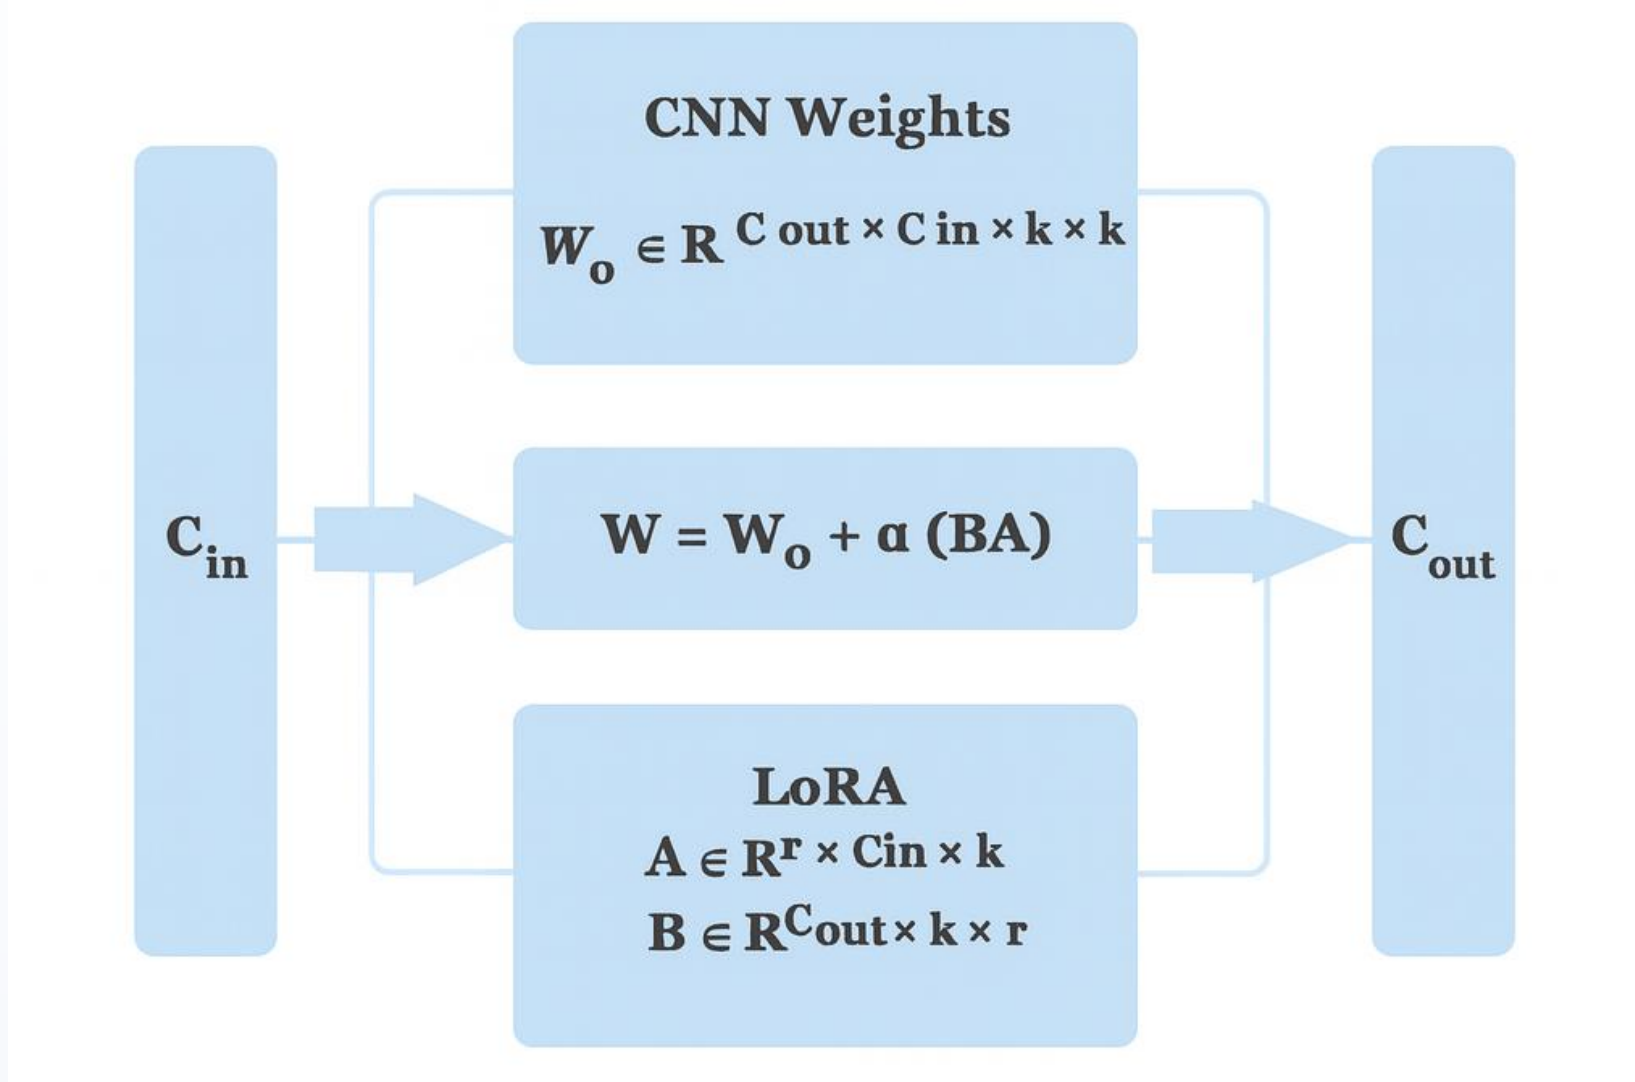 C_in
CNN Weights
W_o ∈ R^{C out × C in × k × k}
W = W_o + α (BA)
LoRA
A ∈ R^{r × Cin × k}
B ∈ R^{Cout × k × r}
C_out